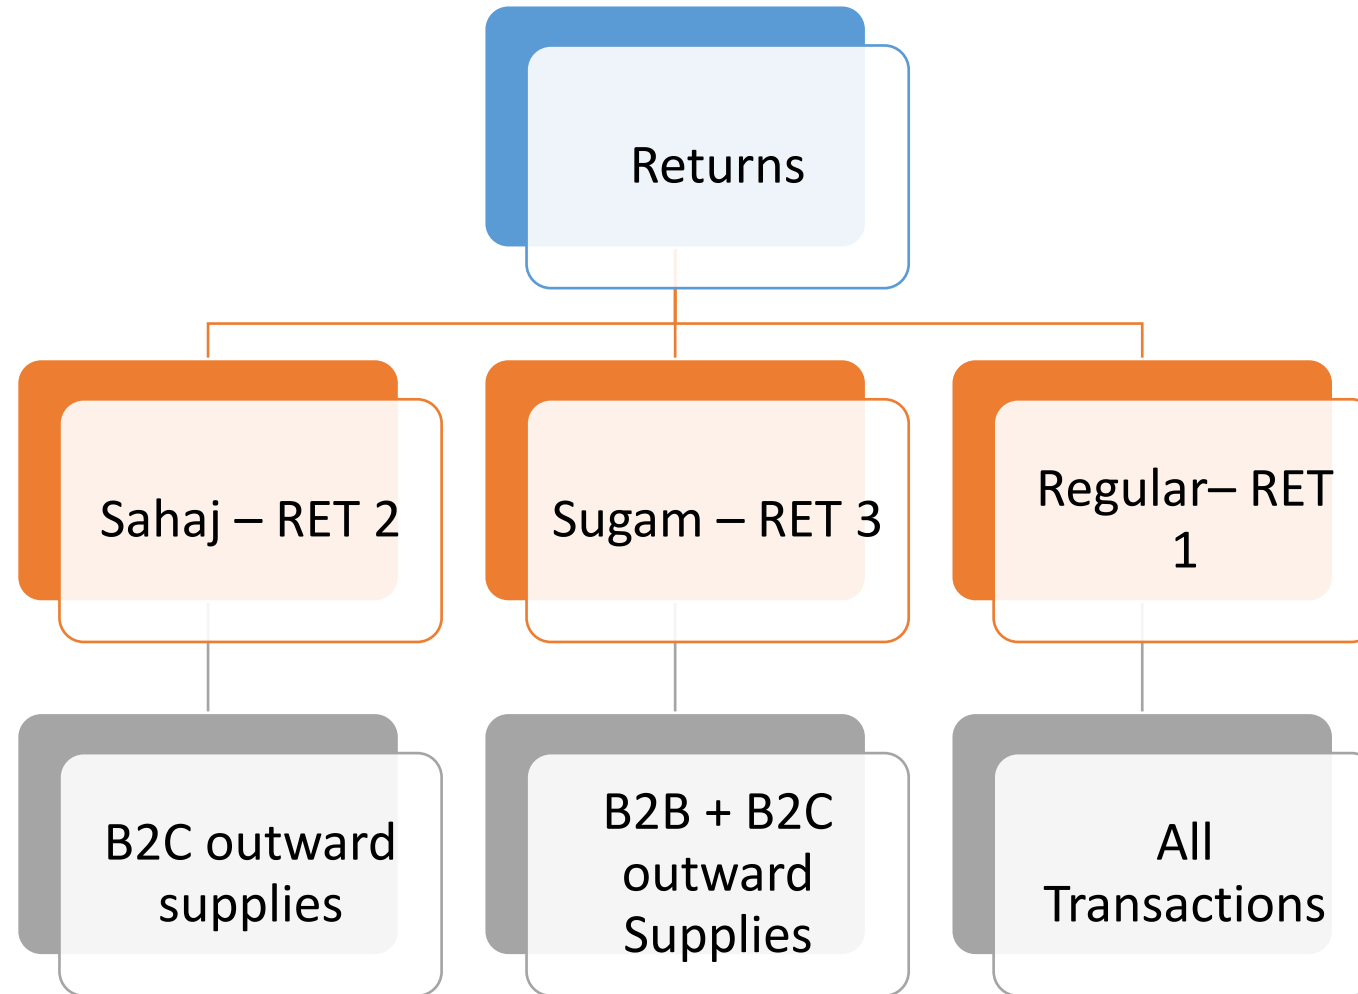 Returns
Sahaj – RET 2
Sugam – RET 3
Regular– RET
1
B2C outward
supplies
B2B + B2C
outward
Supplies
All
Transactions